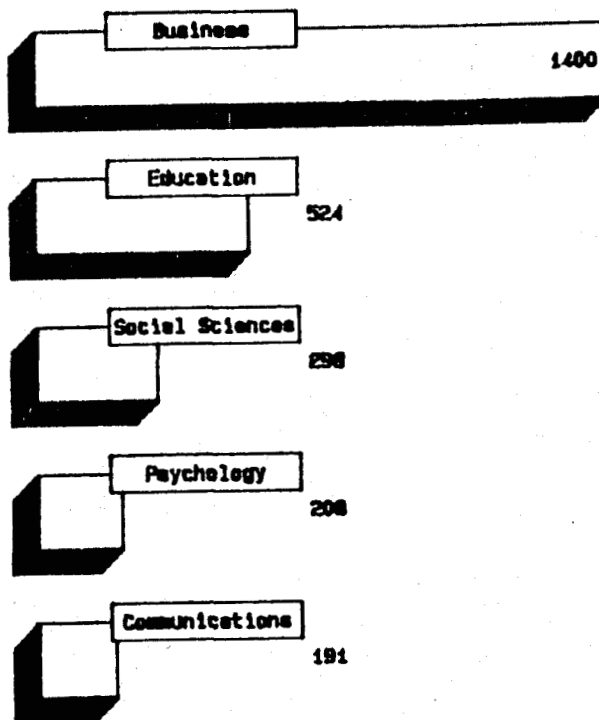 Business
1400
Education
524
Social Sciences
298
Psychology
208
Communications
191